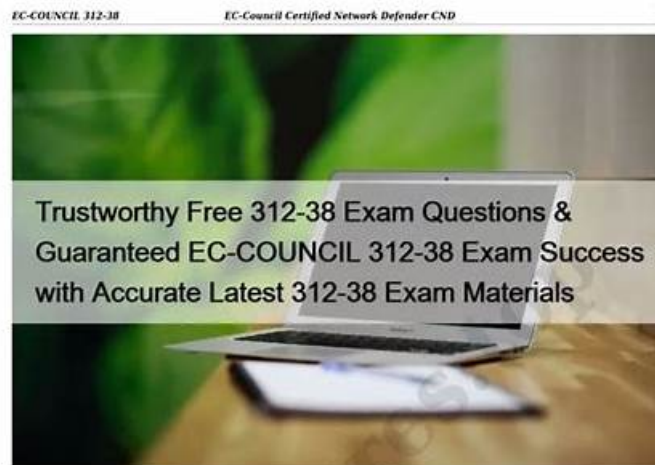 EC-COUNCIL 312-38 EC-Council Certified Network Defender CND
Trustworthy Free 312-38 Exam Questions &
Guaranteed EC-COUNCIL 312-38 Exam Success
with Accurate Latest 312-38 Exam Materials